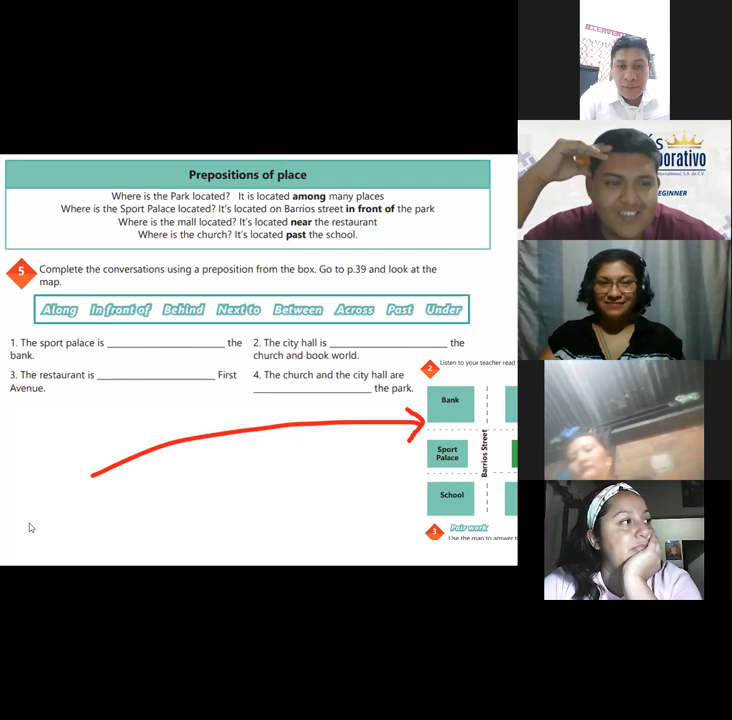 Prepositions of place
Where is the Park located? It is located among many places
Where is the Sport Palace located? It's located on Barrios street in front of the park
Where is the mall located? It's located near the restaurant
Where is the church? It's located past the school.
5 Complete the conversations using a preposition from the box. Go to p.39 and look at the
map.
Along In front of Behind Next to Between Across Past Under
1. The sport palace is ____________________ the
bank.
2. The city hall is ____________________ the
church and book world.
3. The restaurant is ____________________ First
Avenue.
4. The church and the city hall are
____________________ the park.
2 Listen to your teacher read
Bank
Sport
Palace
Barrios Street
School
3 Pair work
Use the map to answer
orativo
International, S.A. de C.V.
EGINNER